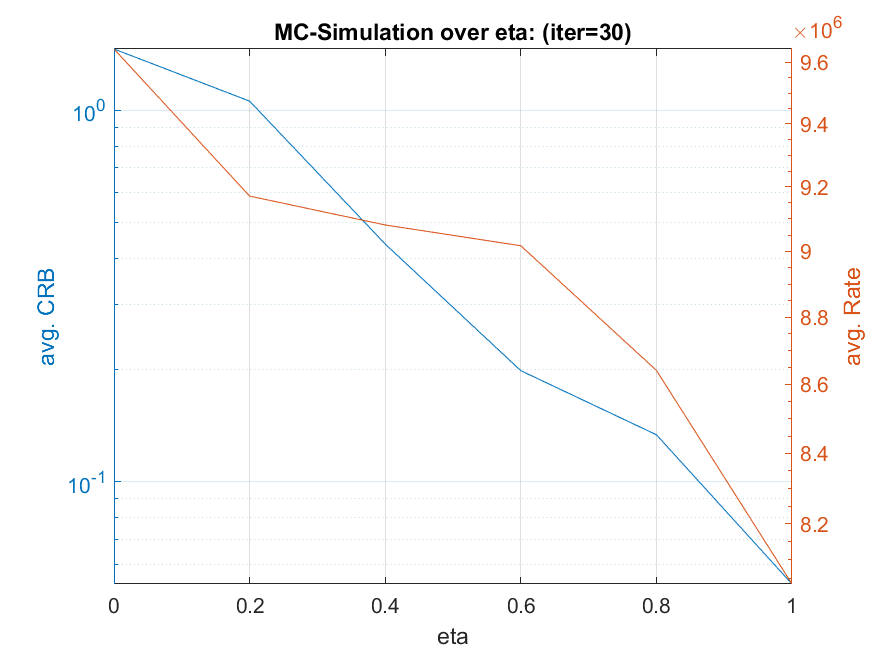 MC-Simulation over eta: (iter=30)
×10^6
avg. CRB
10^0
10^-1
9.6
9.4
9.2
9
8.8
8.6
8.4
8.2
avg. Rate
0 0.2 0.4 0.6 0.8 1
eta